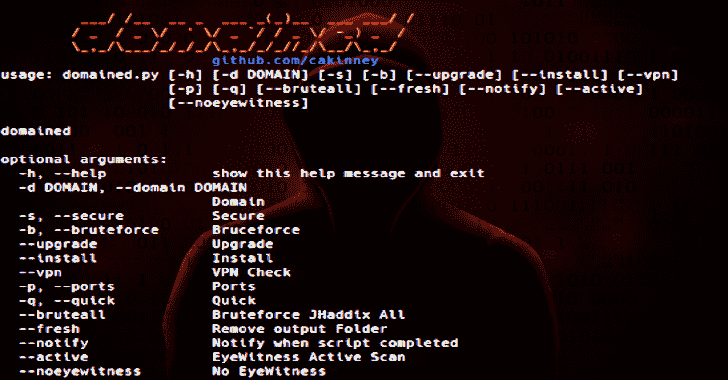 domained
github.com/cakinney
usage: domained.py [-h] [-d DOMAIN] [-s] [-b] [--upgrade] [--install] [--vpn]
[-p] [-q] [--bruteall] [--fresh] [--notify] [--active]
[--noeyewitness]
domained
optional arguments:
-h, --help show this help message and exit
-d DOMAIN, --domain DOMAIN
Domain
-s, --secure Secure
-b, --bruteforce Bruceforce
--upgrade Upgrade
--install Install
--vpn VPN Check
-p, --ports Ports
-q, --quick Quick
--bruteall Bruteforce JHaddix All
--fresh Remove output Folder
--notify Notify when script completed
--active EyeWitness Active Scan
--noeyewitness No EyeWitness